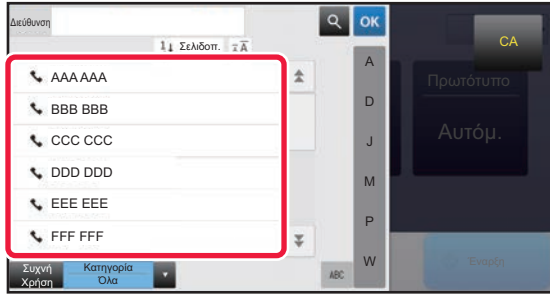 Διεύθυνση
OK
CA
Σελιδοπ.
AAA AAA
BBB BBB
CCC CCC
DDD DDD
EEE EEE
FFF FFF
A
D
J
M
P
W
Πρωτότυπο
Αυτόμ.
Έναρξη
Συχνή
Χρήση
Κατηγορία
Όλα
ABC